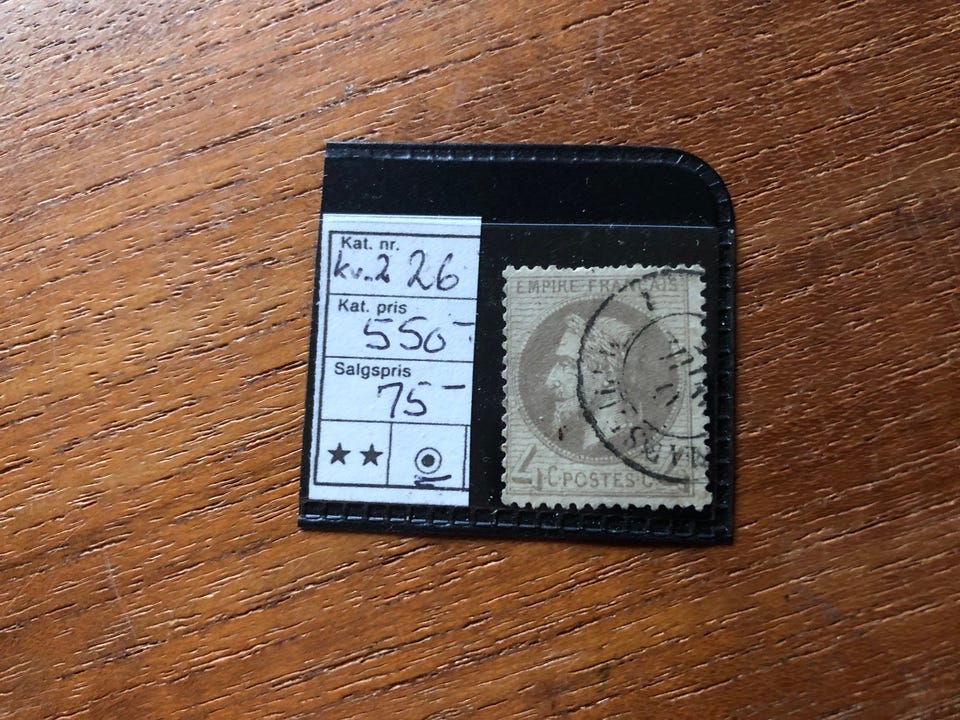 Kat. nr.
kv. 2 26
Kat. pris
550-
Salgspris
75-
EMPIRE FRANÇAIS
4 C POSTES C